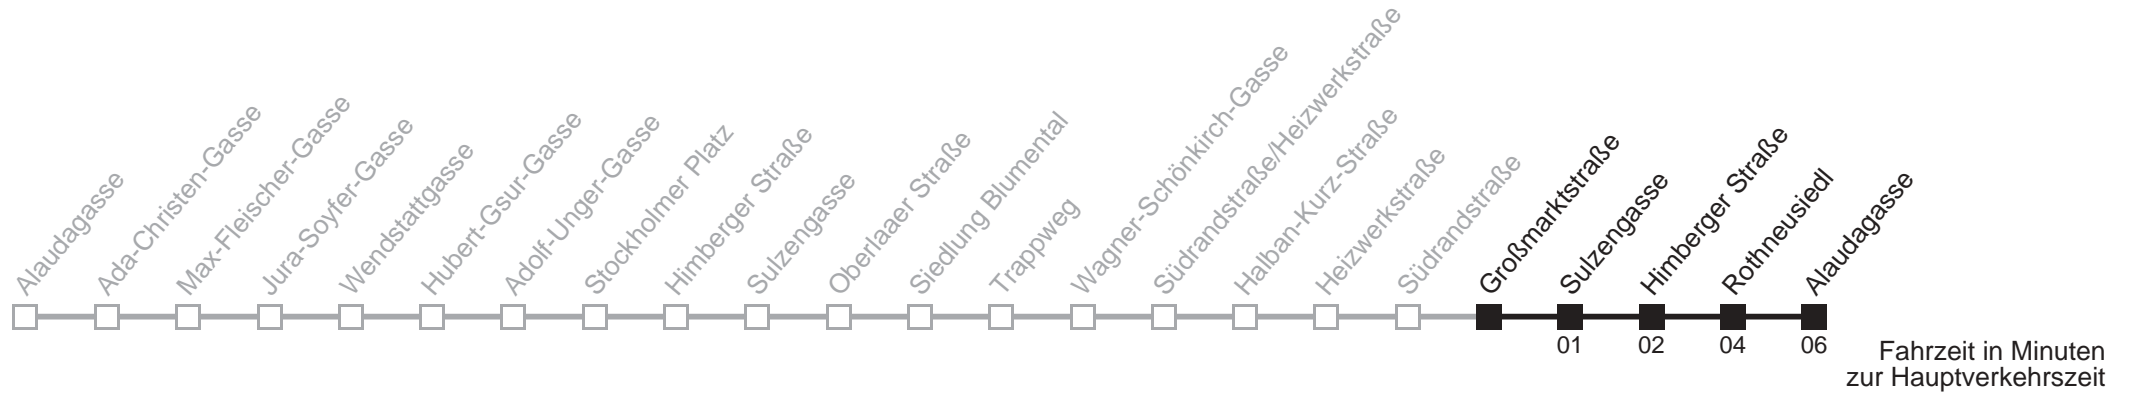 Alaudagasse
Ada-Christen-Gasse
Max-Fleischer-Gasse
Jura-Soyfer-Gasse
Wendstattgasse
Hubert-Gsur-Gasse
Adolf-Unger-Gasse
Stockholmer Platz
Himberger Straße
Sulzengasse
Oberlaaer Straße
Siedlung Blumental
Trappweg
Wagner-Schönkirch-Gasse
Südrandstraße/Heizwerkstraße
Halban-Kurz-Straße
Heizwerkstraße
Südrandstraße
Großmarktstraße
Sulzengasse
Himberger Straße
Rothneusiedl
Alaudagasse
01
02
04
06
Fahrzeit in Minuten
zur Hauptverkehrszeit